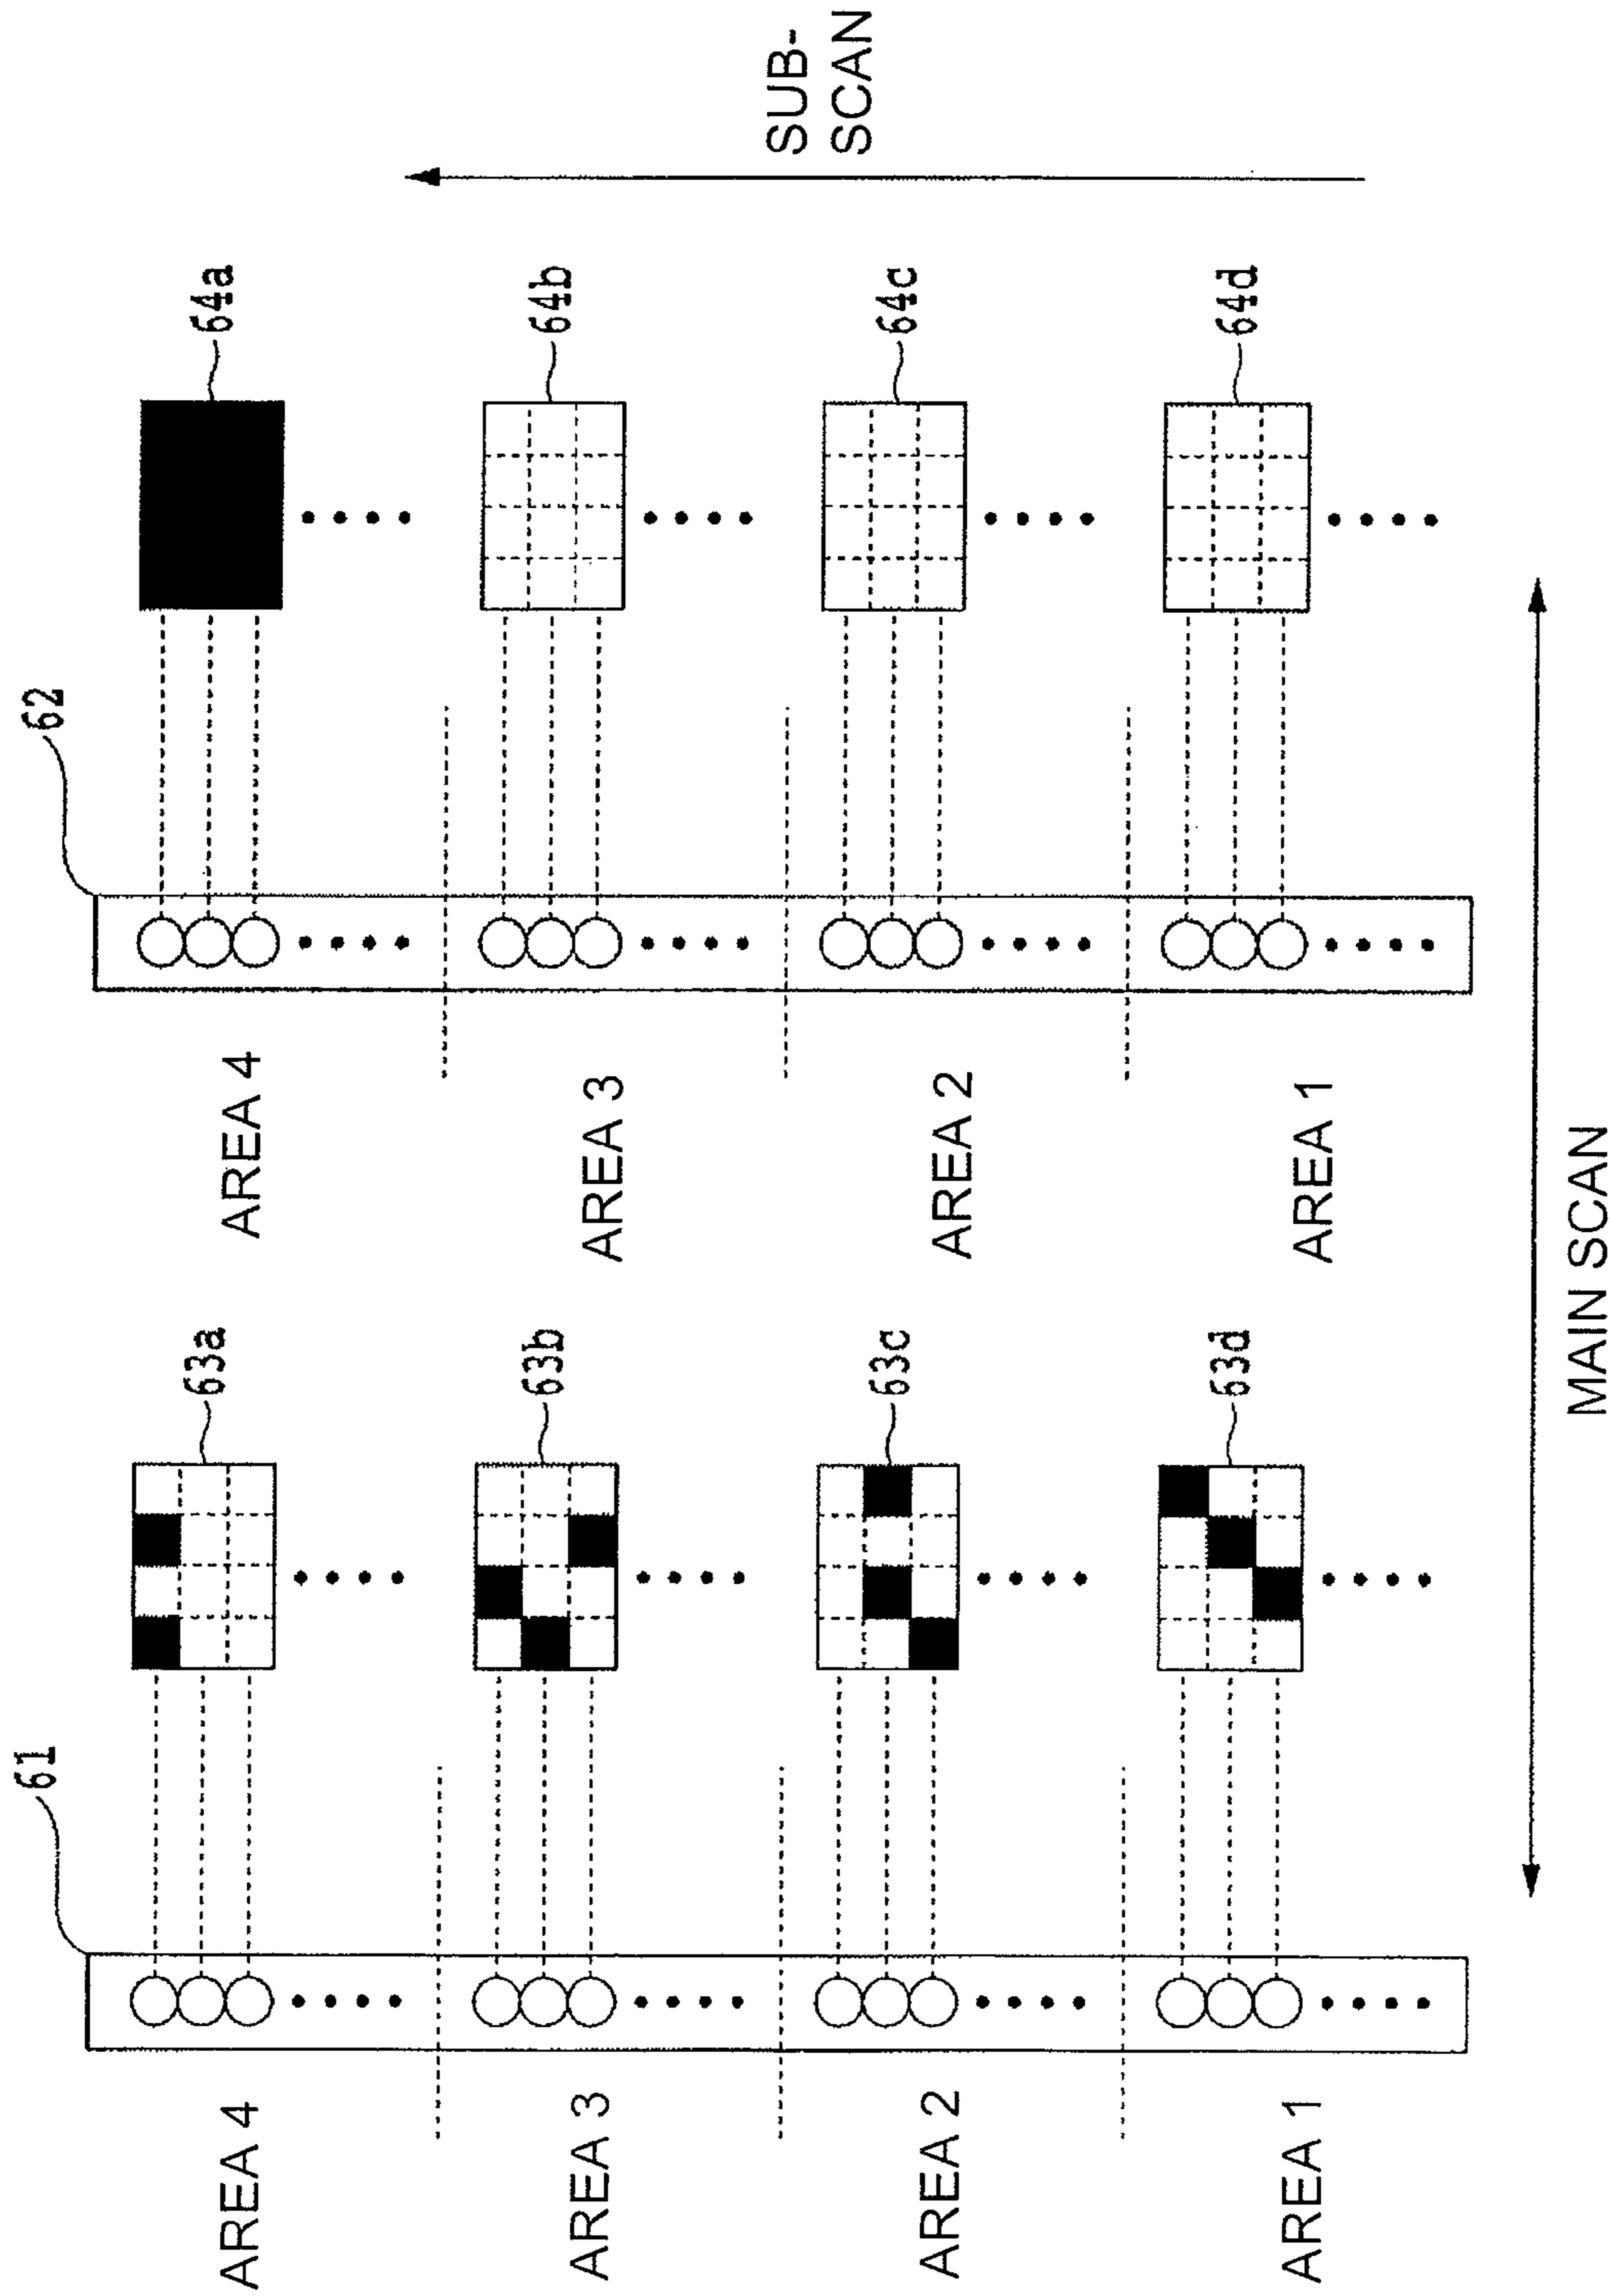 61
AREA 4
63a
AREA 3
63b
AREA 2
63c
AREA 1
63d
62
AREA 4
64a
AREA 3
64b
AREA 2
64c
AREA 1
64d
SUB-
SCAN
MAIN SCAN